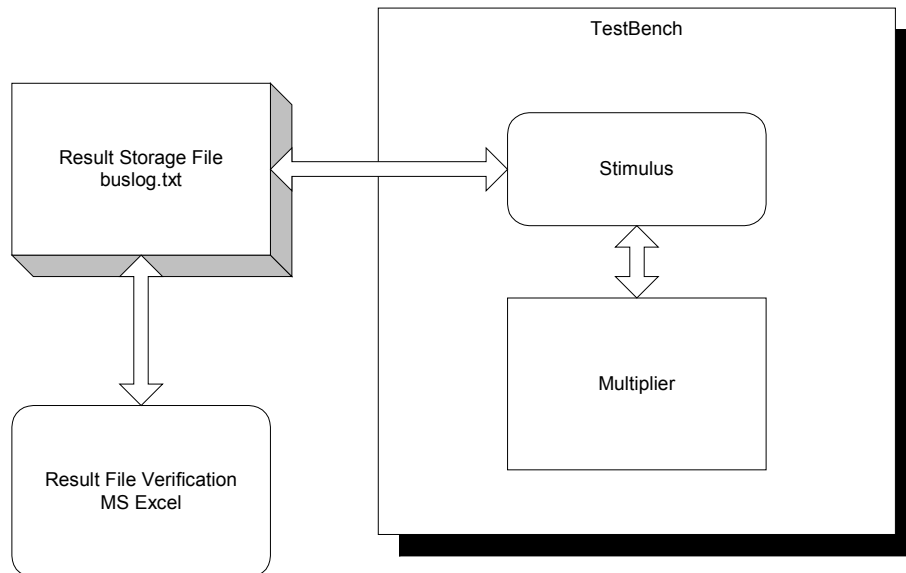 TestBench
Result Storage File
buslog.txt
Stimulus
Multiplier
Result File Verification
MS Excel